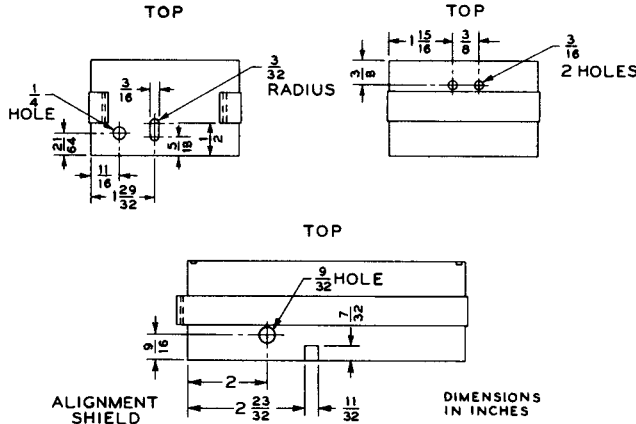 TOP
TOP
1 15/16
3/8
3/16
2 HOLES
3/8
1/4
HOLE
3/16
3/32
RADIUS
21/64
5/18
1/2
11/16
1 29/32
TOP
9/32 HOLE
7/32
9/16
2
2 23/32
11/32
ALIGNMENT
SHIELD
DIMENSIONS
IN INCHES